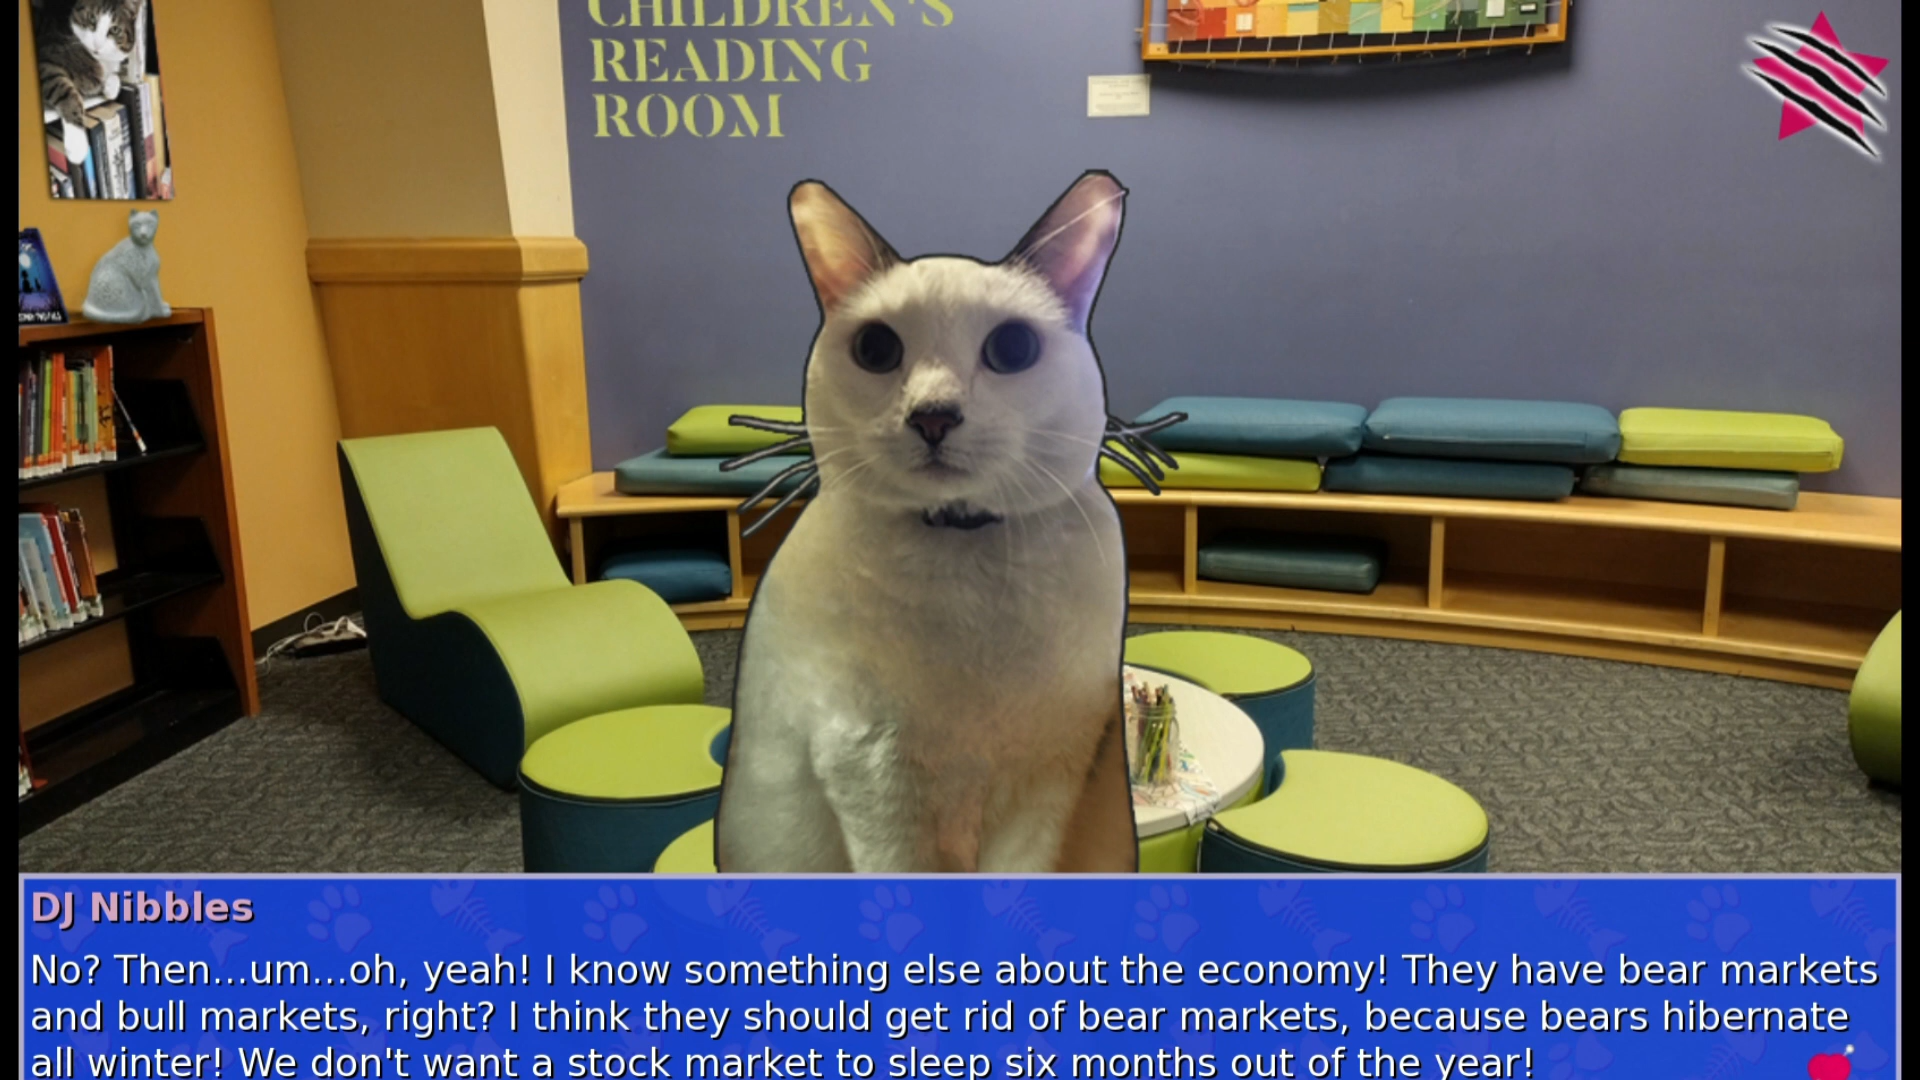 CHILDREN'S
READING
ROOM
DJ Nibbles
No? Then...um...oh, yeah! I know something else about the economy! They have bear markets
and bull markets, right? I think they should get rid of bear markets, because bears hibernate
all winter! We don't want a stock market to sleep six months out of the year!